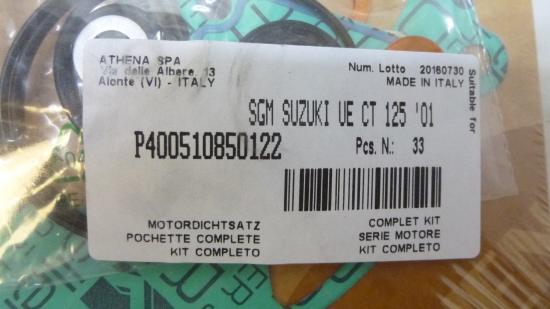 ATHENA SPA
Via delle Albere, 13
Alonte (VI) - ITALY
Num. Lotto 20160730
MADE IN ITALY
Suitable for
SGM SUZUKI UE CT 125 '01
P400510850122
Pcs. N.: 33
MOTORDICHTSATZ
POCHETTE COMPLETE
KIT COMPLETO
COMPLET KIT
SERIE MOTORE
KIT COMPLETO